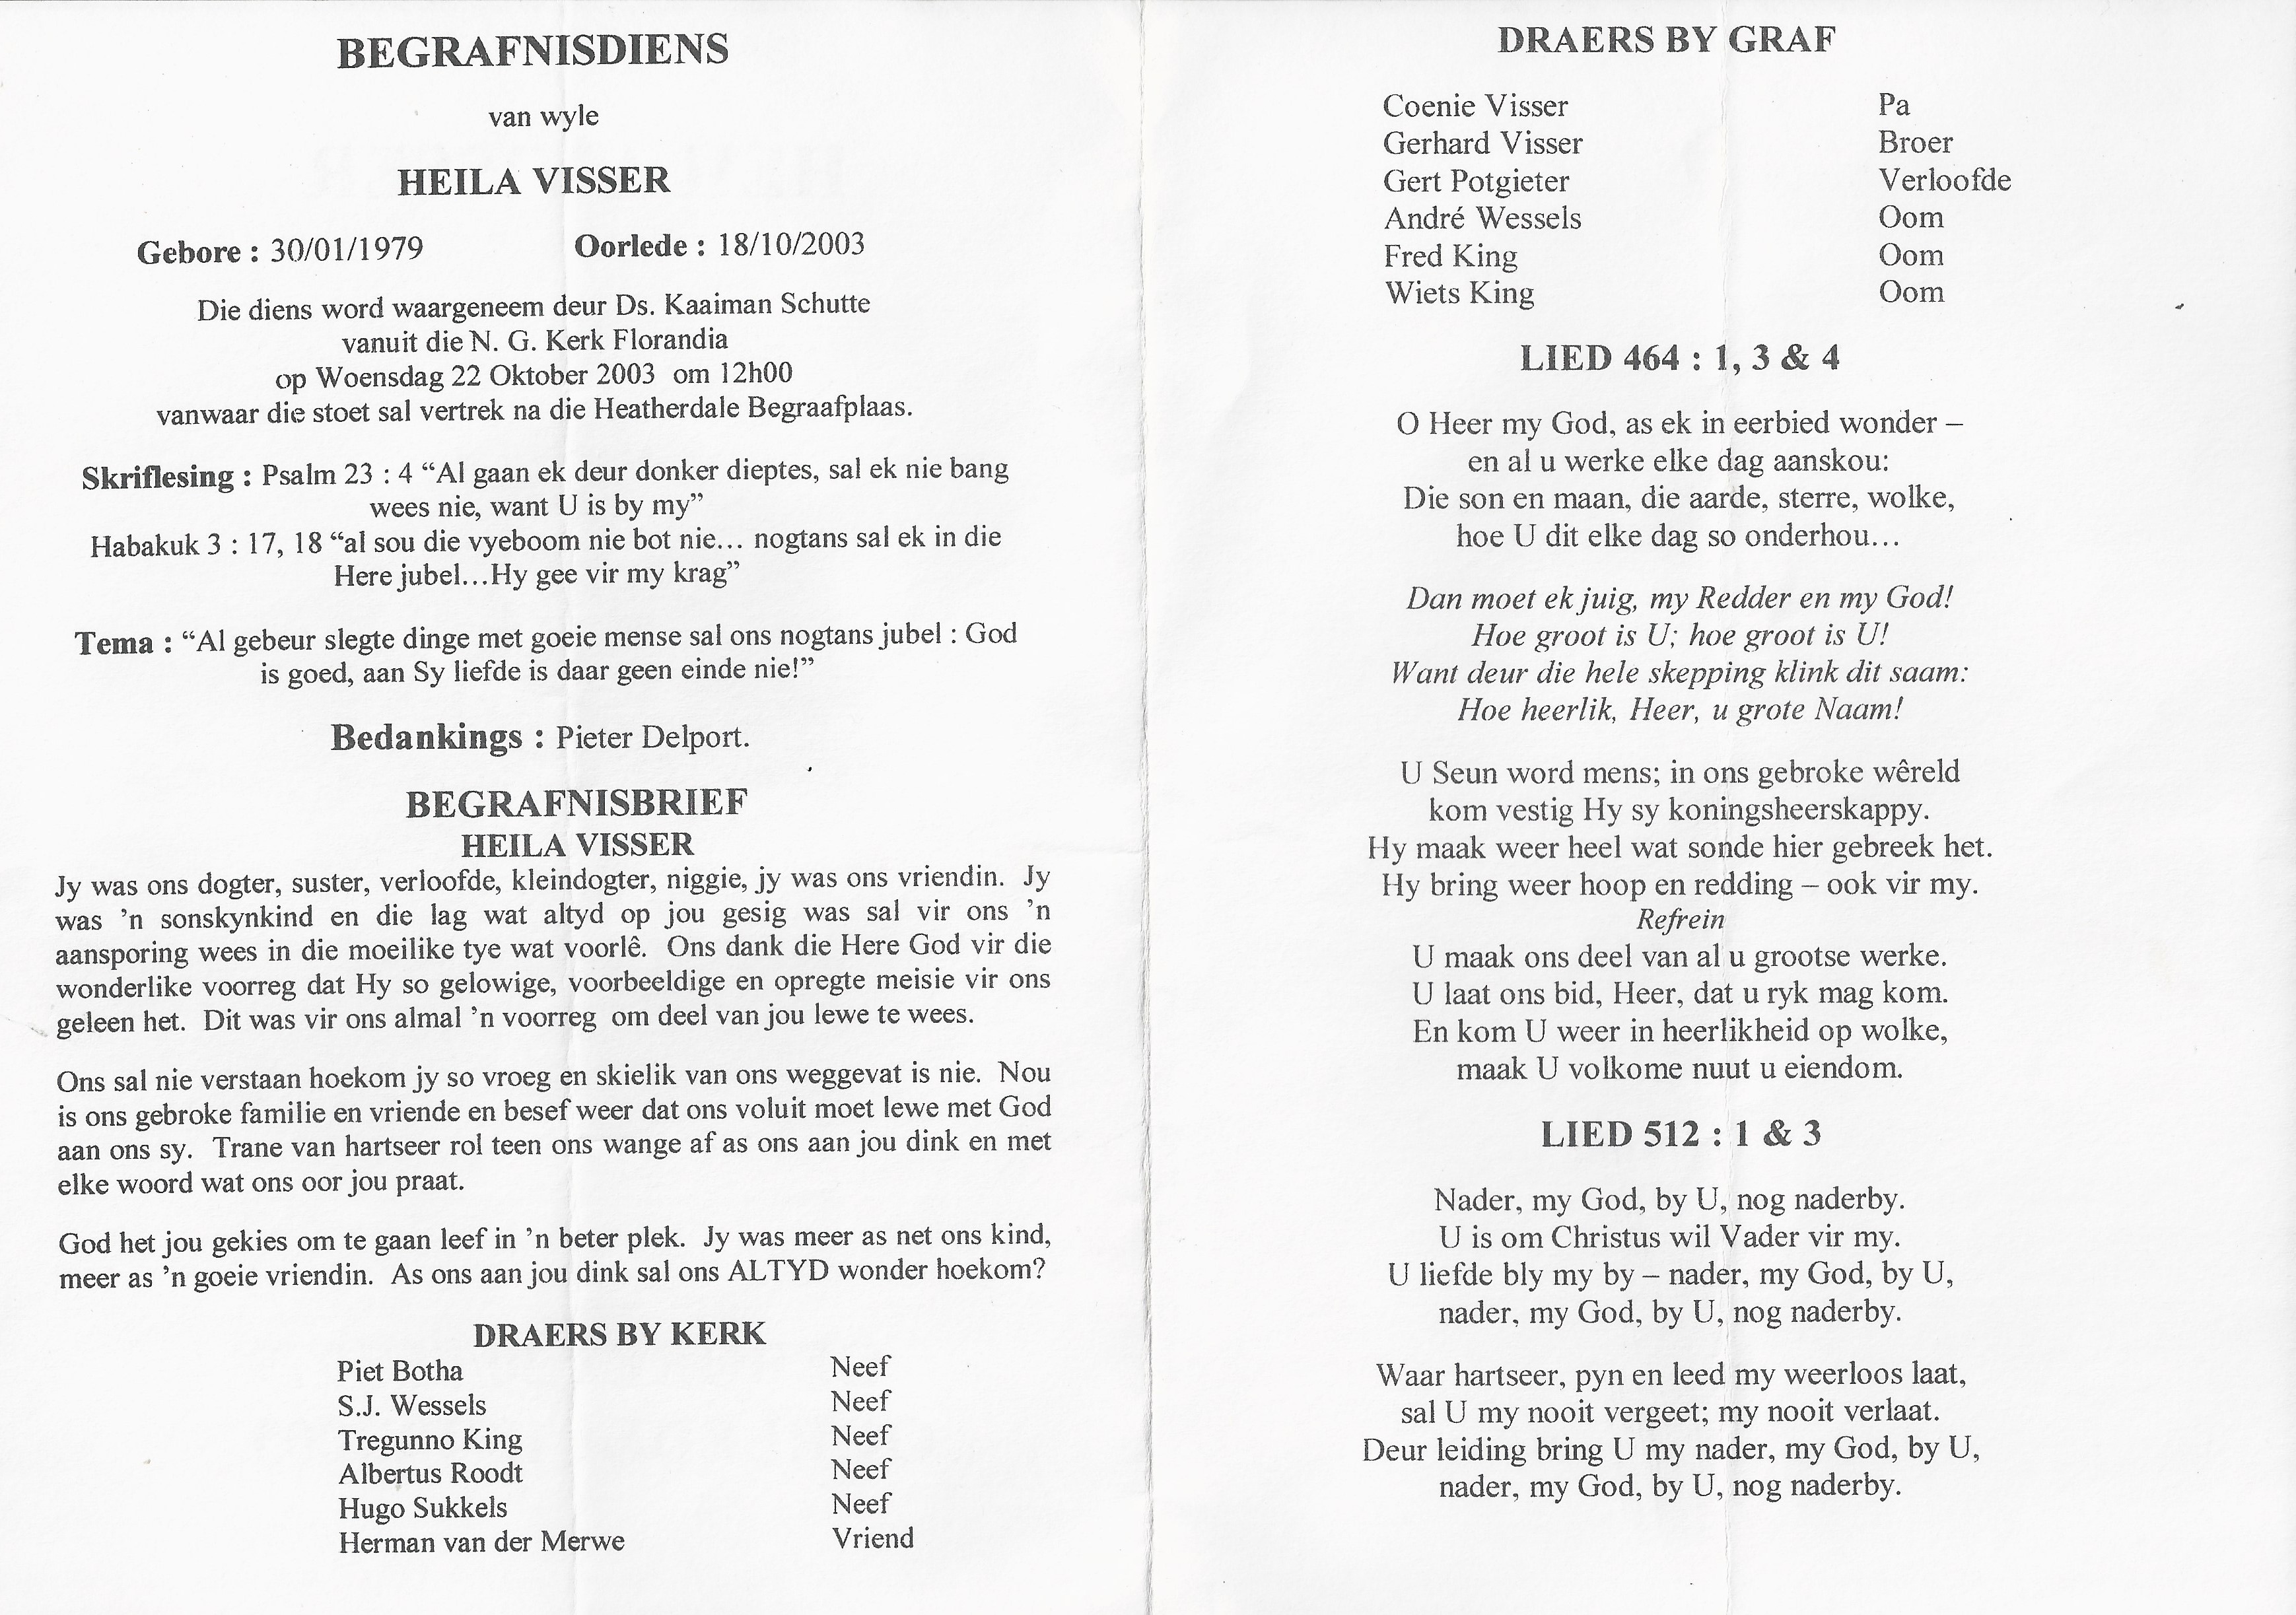 BEGRAFNISDIENS
van wyle
HEILA VISSER
Gebore : 30/01/1979 Oorlede : 18/10/2003
Die diens word waargeneem deur Ds. Kaaiman Schutte
vanuit die N. G. Kerk Florandia
op Woensdag 22 Oktober 2003 om 12h00
vanwaar die stoet sal vertrek na die Heatherdale Begraafplaas.
Skriflesing : Psalm 23 : 4 “Al gaan ek deur donker dieptes, sal ek nie bang
wees nie, want U is by my”
Habakuk 3 : 17, 18 “al sou die vyeboom nie bot nie… nogtans sal ek in die
Here jubel…Hy gee vir my krag”
Tema : “Al gebeur slegte dinge met goeie mense sal ons nogtans jubel : God
is goed, aan Sy liefde is daar geen einde nie!”
Bedankings : Pieter Delport.
BEGRAFNISBRIEF
HEILA VISSER
Jy was ons dogter, suster, verloofde, kleindogter, niggie, jy was ons vriendin. Jy
was ’n sonskynkind en die lag wat altyd op jou gesig was sal vir ons ’n
aansporing wees in die moeilike tye wat voorlê. Ons dank die Here God vir die
wonderlike voorreg dat Hy so gelowige, voorbeeldige en opregte meisie vir ons
geleen het. Dit was vir ons almal ’n voorreg om deel van jou lewe te wees.
Ons sal nie verstaan hoekom jy so vroeg en skielik van ons weggevat is nie. Nou
is ons gebroke familie en vriende en besef weer dat ons voluit moet lewe met God
aan ons sy. Trane van hartseer rol teen ons wange af as ons aan jou dink en met
elke woord wat ons oor jou praat.
God het jou gekies om te gaan leef in ’n beter plek. Jy was meer as net ons kind,
meer as ’n goeie vriendin. As ons aan jou dink sal ons ALTYD wonder hoekom?
DRAERS BY KERK
Piet Botha Neef
S.J. Wessels Neef
Tregunno King Neef
Albertus Roodt Neef
Hugo Sukkels Neef
Herman van der Merwe Vriend
DRAERS BY GRAF
Coenie Visser Pa
Gerhard Visser Broer
Gert Potgieter Verloofde
André Wessels Oom
Fred King Oom
Wiets King Oom
LIED 464 : 1, 3 & 4
O Heer my God, as ek in eerbied wonder –
en al u werke elke dag aanskou:
Die son en maan, die aarde, sterre, wolke,
hoe U dit elke dag so onderhou…
Dan moet ek juig, my Redder en my God!
Hoe groot is U; hoe groot is U!
Want deur die hele skepping klink dit saam:
Hoe heerlik, Heer, u grote Naam!
U Seun word mens; in ons gebroke wêreld
kom vestig Hy sy koningsheerskappy.
Hy maak weer heel wat sonde hier gebreek het.
Hy bring weer hoop en redding – ook vir my.
Refrein
U maak ons deel van al u grootse werke.
U laat ons bid, Heer, dat u ryk mag kom.
En kom U weer in heerlikheid op wolke,
maak U volkome nuut u eiendom.
LIED 512 : 1 & 3
Nader, my God, by U, nog naderby.
U is om Christus wil Vader vir my.
U liefde bly my by – nader, my God, by U,
nader, my God, by U, nog naderby.
Waar hartseer, pyn en leed my weerloos laat,
sal U my nooit vergeet; my nooit verlaat.
Deur leiding bring U my nader, my God, by U,
nader, my God, by U, nog naderby.